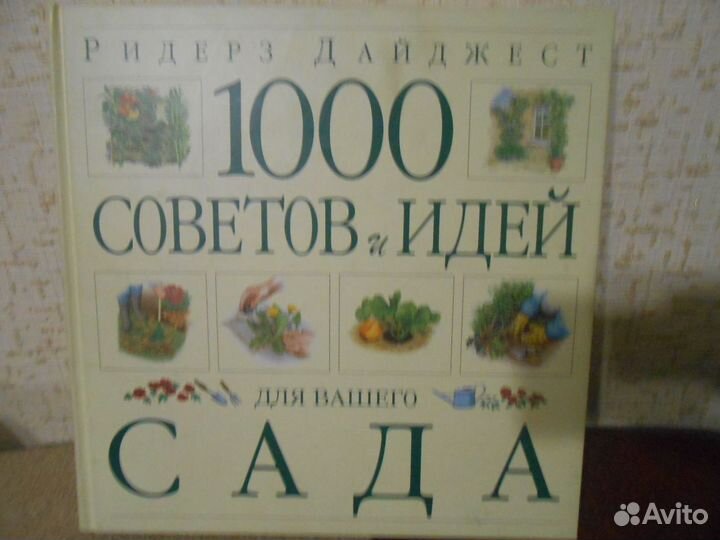 РИДЕРЗ ДАЙДЖЕСТ
1000
СОВЕТОВ и ИДЕЙ
ДЛЯ ВАШЕГО
САДА
Avito